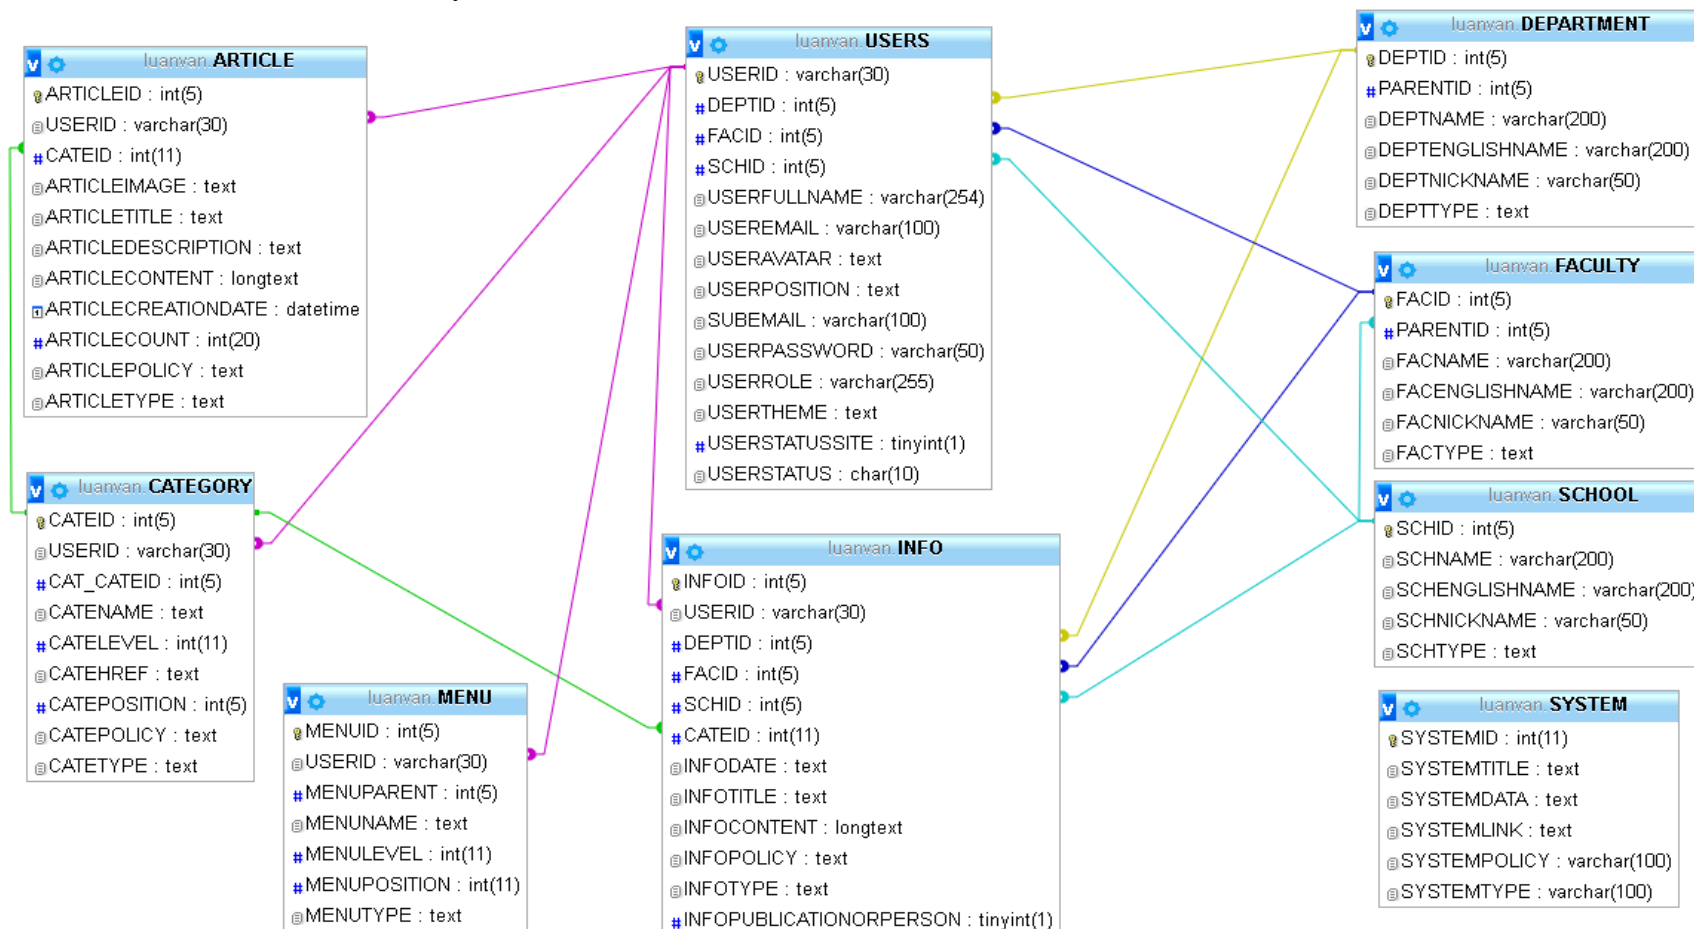 luanvan.ARTICLE
ARTICLEID : int(5)
USERID : varchar(30)
CATEID : int(11)
ARTICLEIMAGE : text
ARTICLETITLE : text
ARTICLEDESCRIPTION : text
ARTICLECONTENT : longtext
ARTICLECREATIONDATE : datetime
ARTICLECOUNT : int(20)
ARTICLEPOLICY : text
ARTICLETYPE : text
luanvan.CATEGORY
CATEID : int(5)
USERID : varchar(30)
CAT_CATEID : int(5)
CATENAME : text
CATELEVEL : int(11)
CATEHREF : text
CATEPOSITION : int(5)
CATEPOLICY : text
CATETYPE : text
luanvan.MENU
MENUID : int(5)
USERID : varchar(30)
MENUPARENT : int(5)
MENUNAME : text
MENULEVEL : int(11)
MENUPOSITION : int(11)
MENUTYPE : text
luanvan.USERS
USERID : varchar(30)
DEPTID : int(5)
FACID : int(5)
SCHID : int(5)
USERFULLNAME : varchar(254)
USEREMAIL : varchar(100)
USERAVATAR : text
USERPOSITION : text
SUBEMAIL : varchar(100)
USERPASSWORD : varchar(50)
USERROLE : varchar(255)
USERTHEME : text
USERSTATUSSITE : tinyint(1)
USERSTATUS : char(10)
luanvan.INFO
INFOID : int(5)
USERID : varchar(30)
DEPTID : int(5)
FACID : int(5)
SCHID : int(5)
CATEID : int(11)
INFODATE : text
INFOTITLE : text
INFOCONTENT : longtext
INFOPOLICY : text
INFOTYPE : text
INFOPUBLICATIONORPERSON : tinyint(1)
luanvan.DEPARTMENT
DEPTID : int(5)
PARENTID : int(5)
DEPTNAME : varchar(200)
DEPTENGLISHNAME : varchar(200)
DEPTNICKNAME : varchar(50)
DEPTTYPE : text
luanvan.FACULTY
FACID : int(5)
PARENTID : int(5)
FACNAME : varchar(200)
FACENGLISHNAME : varchar(200)
FACNICKNAME : varchar(50)
FACTYPE : text
luanvan.SCHOOL
SCHID : int(5)
SCHNAME : varchar(200)
SCHENGLISHNAME : varchar(200)
SCHNICKNAME : varchar(50)
SCHTYPE : text
luanvan.SYSTEM
SYSTEMID : int(11)
SYSTEMTITLE : text
SYSTEMDATA : text
SYSTEMLINK : text
SYSTEMPOLICY : varchar(100)
SYSTEMTYPE : varchar(100)